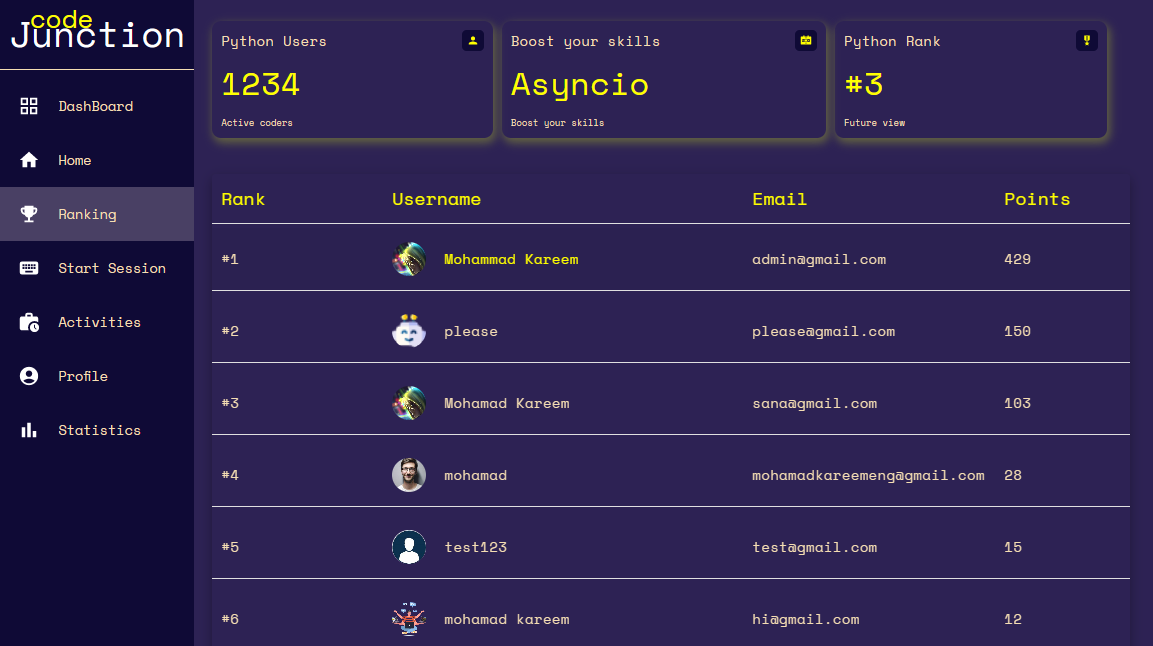 code
Junction
DashBoard
Home
Ranking
Start Session
Activities
Profile
Statistics
Python Users
1234
Active coders
Boost your skills
Asyncio
Boost your skills
Python Rank
#3
Future view
Rank Username Email Points
#1 Mohammad Kareem admin@gmail.com 429
#2 please please@gmail.com 150
#3 Mohamad Kareem sana@gmail.com 103
#4 mohamad mohamadkareemeng@gmail.com 28
#5 test123 test@gmail.com 15
#6 mohamad kareem hi@gmail.com 12